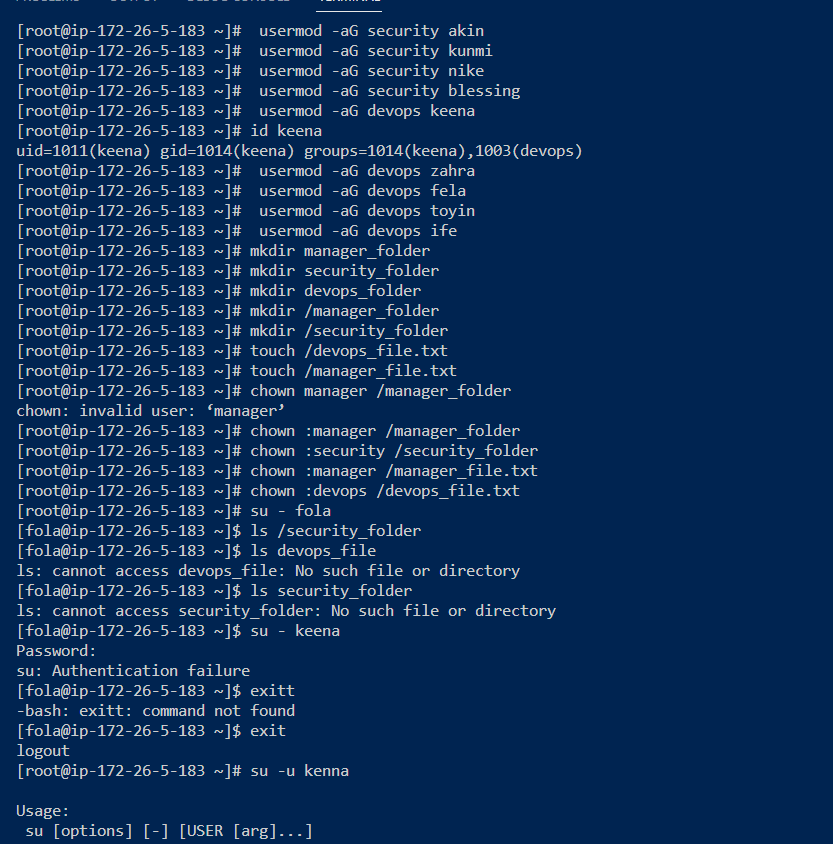 [root@ip-172-26-5-183 ~]#  usermod -aG security akin
[root@ip-172-26-5-183 ~]#  usermod -aG security kunmi
[root@ip-172-26-5-183 ~]#  usermod -aG security nike
[root@ip-172-26-5-183 ~]#  usermod -aG security blessing
[root@ip-172-26-5-183 ~]#  usermod -aG devops keena
[root@ip-172-26-5-183 ~]# id keena
uid=1011(keena) gid=1014(keena) groups=1014(keena),1003(devops)
[root@ip-172-26-5-183 ~]#  usermod -aG devops zahra
[root@ip-172-26-5-183 ~]#  usermod -aG devops fela
[root@ip-172-26-5-183 ~]#  usermod -aG devops toyin
[root@ip-172-26-5-183 ~]#  usermod -aG devops ife
[root@ip-172-26-5-183 ~]# mkdir manager_folder
[root@ip-172-26-5-183 ~]# mkdir security_folder
[root@ip-172-26-5-183 ~]# mkdir devops_folder
[root@ip-172-26-5-183 ~]# mkdir /manager_folder
[root@ip-172-26-5-183 ~]# mkdir /security_folder
[root@ip-172-26-5-183 ~]# touch /devops_file.txt
[root@ip-172-26-5-183 ~]# touch /manager_file.txt
[root@ip-172-26-5-183 ~]# chown manager /manager_folder
chown: invalid user: ‘manager’
[root@ip-172-26-5-183 ~]# chown :manager /manager_folder
[root@ip-172-26-5-183 ~]# chown :security /security_folder
[root@ip-172-26-5-183 ~]# chown :manager /manager_file.txt
[root@ip-172-26-5-183 ~]# chown :devops /devops_file.txt
[root@ip-172-26-5-183 ~]# su - fola
[fola@ip-172-26-5-183 ~]$ ls /security_folder
[fola@ip-172-26-5-183 ~]$ ls devops_file
ls: cannot access devops_file: No such file or directory
[fola@ip-172-26-5-183 ~]$ ls security_folder
ls: cannot access security_folder: No such file or directory
[fola@ip-172-26-5-183 ~]$ su - keena
Password:
su: Authentication failure
[fola@ip-172-26-5-183 ~]$ exitt
-bash: exitt: command not found
[fola@ip-172-26-5-183 ~]$ exit
logout
[root@ip-172-26-5-183 ~]# su -u kenna

Usage:
 su [options] [-] [USER [arg]...]